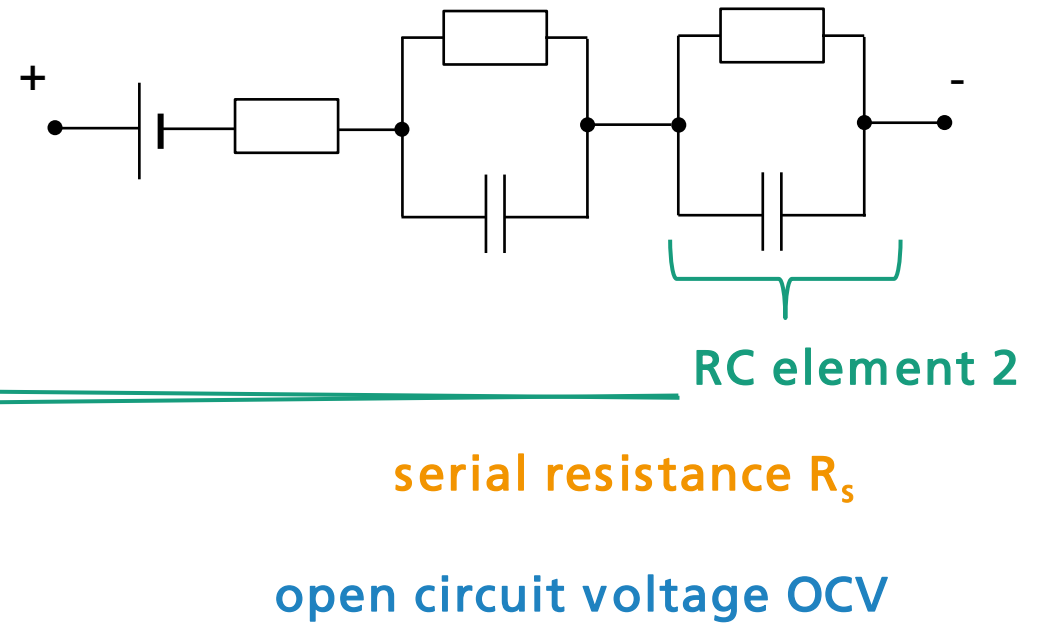 +
-
RC element 2
serial resistance Rₛ
open circuit voltage OCV